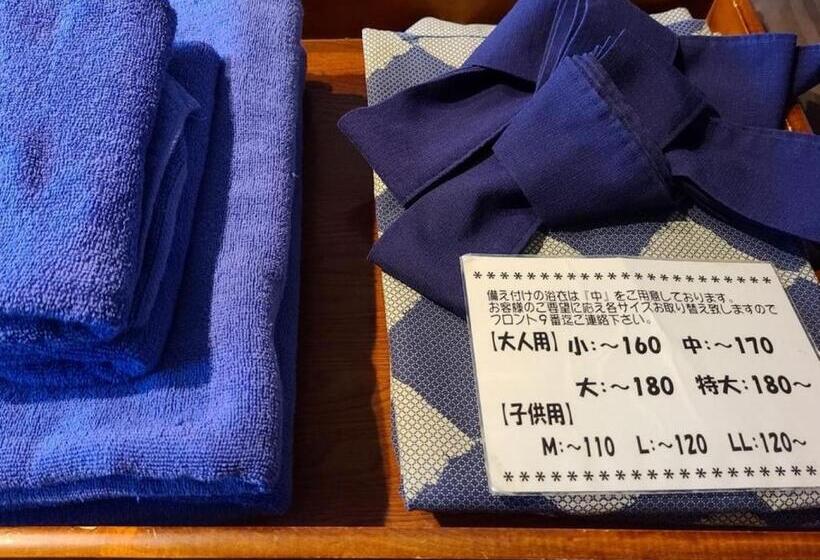 * * * * * * * * * * * * * * * * * * * * * * *
備え付けの浴衣は『中』をご用意しております。
お客様のご要望に応え各サイズお取り替え致しますので
フロント9番迄ご連絡下さい。
【大人用】 小:～160 中:～170
大:～180 特大:180～
【子供用】
M:～110 L:～120 LL:120～
* * * * * * * * * * * * * * * * * * * * * * *